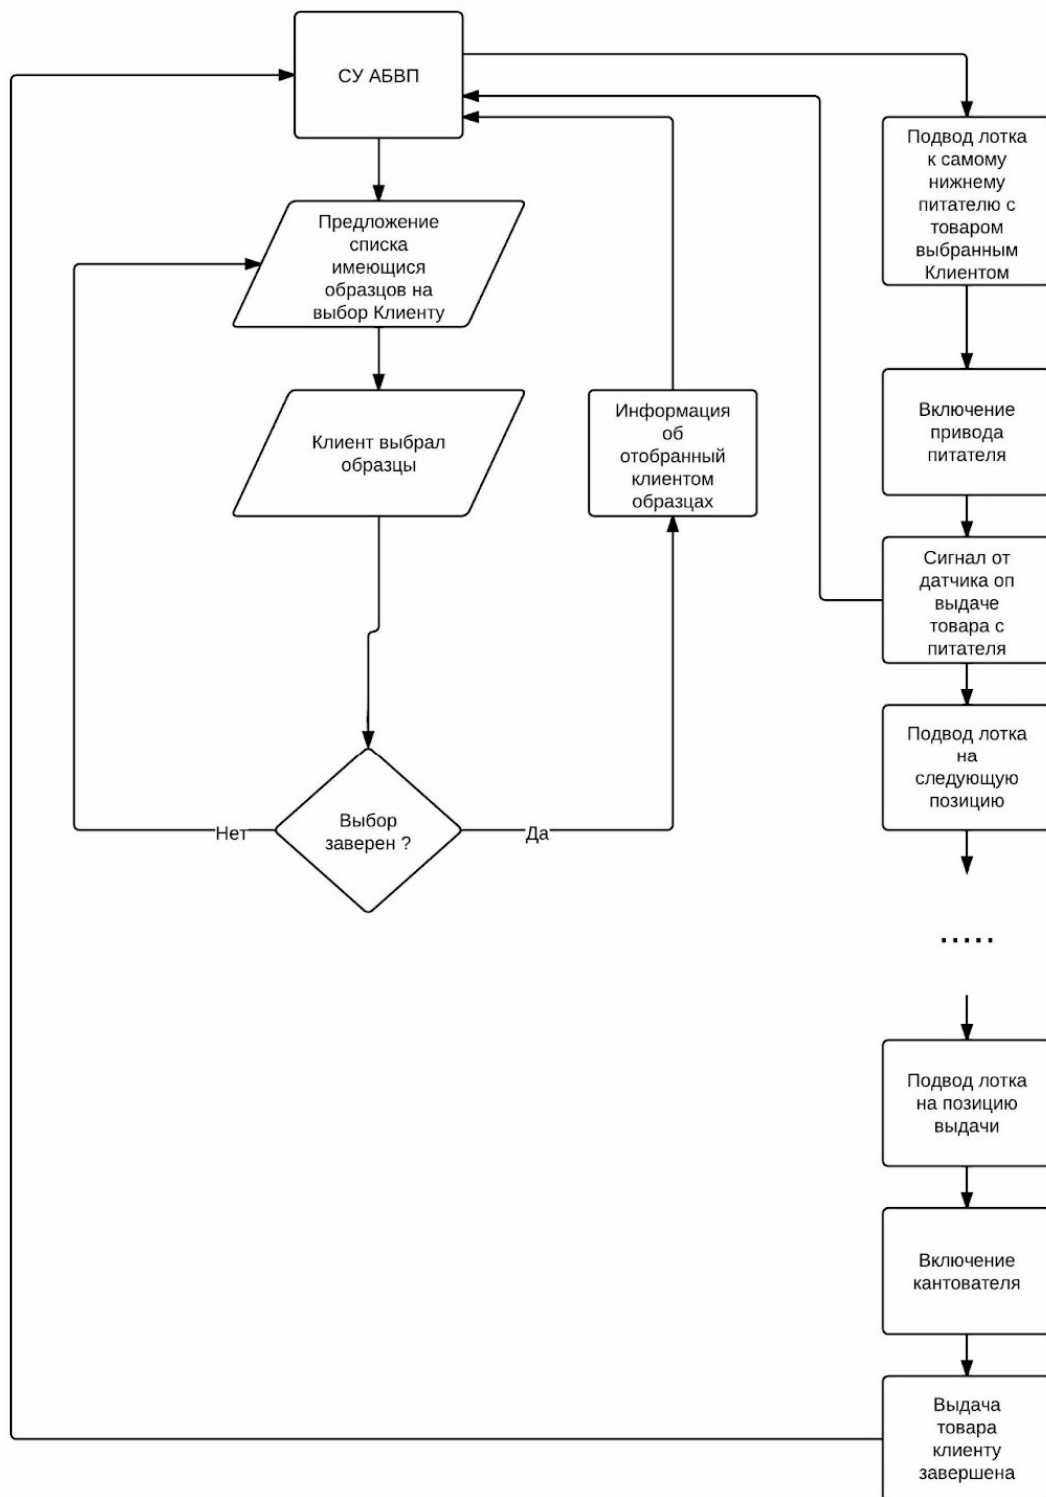 СУ АБВП
Предложение
списка
имеющися
образцов на
выбор Клиенту
Клиент выбрал
образцы
Выбор
заверен ?
Нет
Да
Информация
об
отобранный
клиентом
образцах
Подвод лотка
к самому
нижнему
питателю с
товаром
выбранным
Клиентом
Включение
привода
питателя
Сигнал от
датчика оп
выдаче
товара с
питателя
Подвод лотка
на
следующую
позицию
.....
Подвод лотка
на позицию
выдачи
Включение
кантователя
Выдача
товара
клиенту
завершена